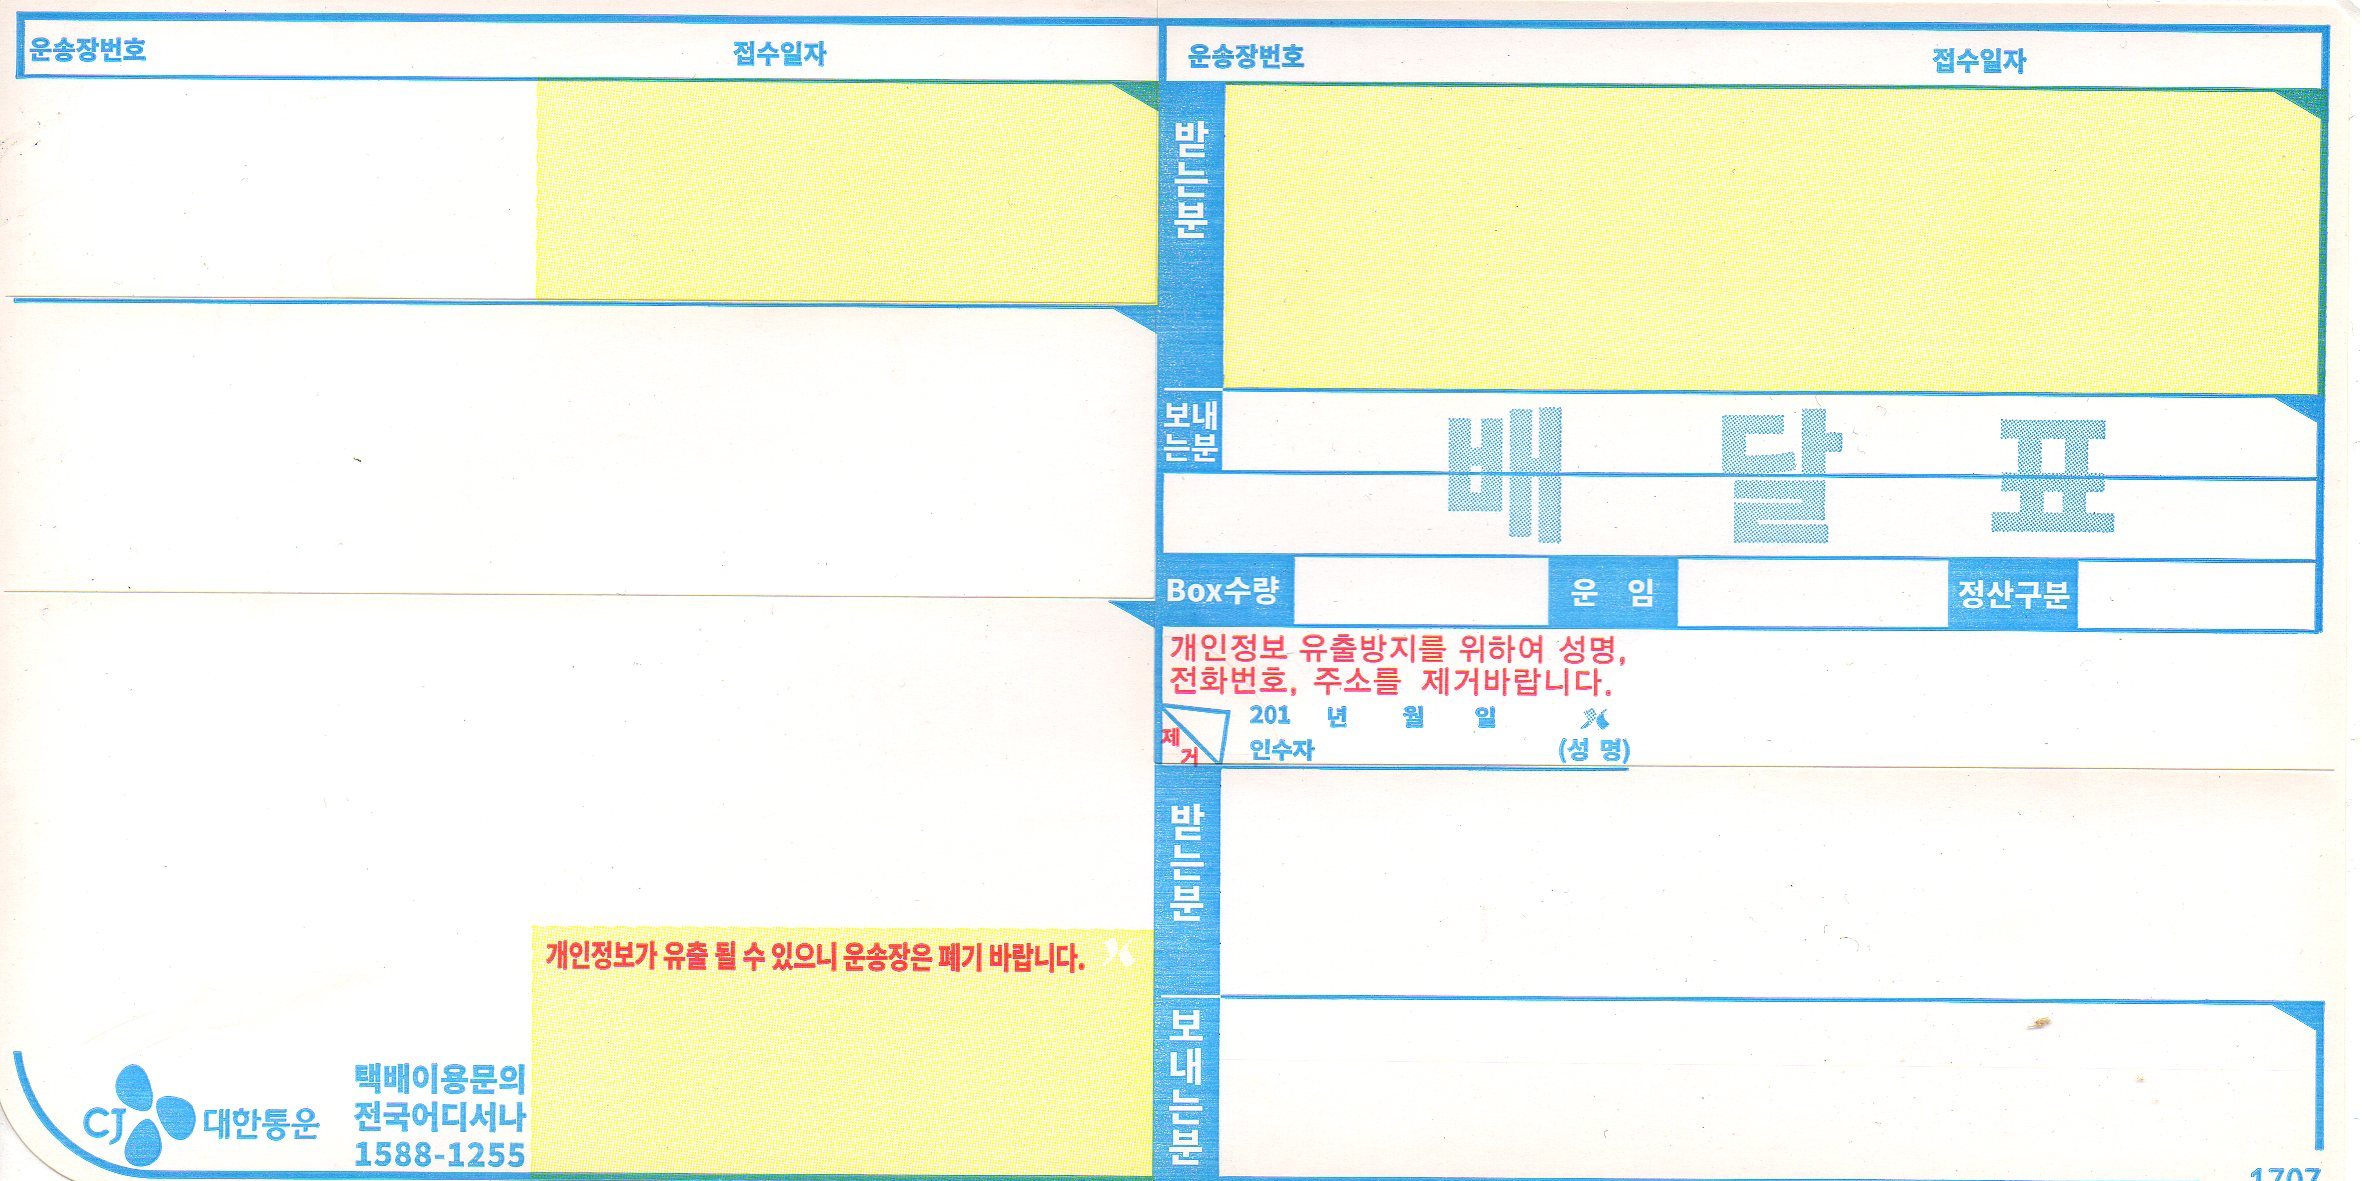 운송장번호 접수일자
개인정보가 유출 될 수 있으니 운송장은 폐기 바랍니다.
CJ 대한통운
택배이용문의
전국어디서나
1588-1255
운송장번호 접수일자
받는분
보내는분
배달표
Box수량 운 임 정산구분
개인정보 유출방지를 위하여 성명,
전화번호, 주소를 제거바랍니다.
제거
201 년 월 일
인수자 (성 명)
받는분
보내는분
1707